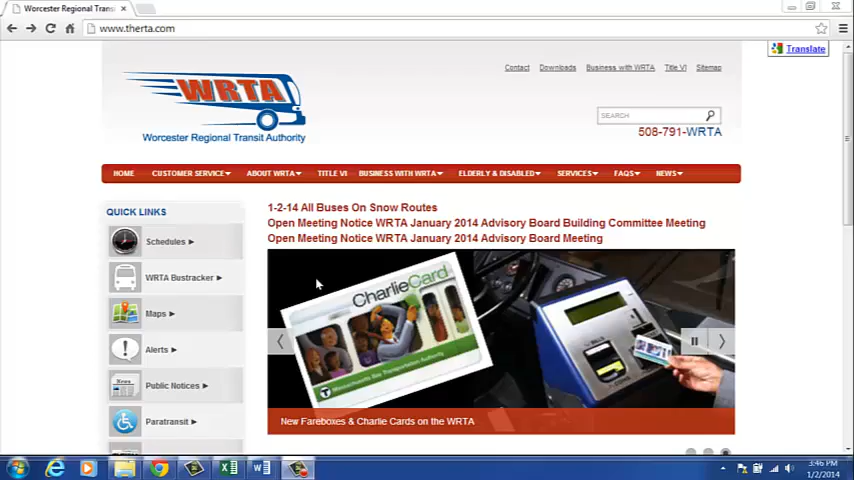 Worcester Regional Transi
www.therta.com
Translate
WRTA
Worcester Regional Transit Authority
Contact Downloads Business with WRTA Title VI Sitemap
SEARCH
508-791-WRTA
HOME CUSTOMER SERVICE ABOUT WRTA TITLE VI BUSINESS WITH WRTA ELDERLY & DISABLED SERVICES FAQS NEWS
QUICK LINKS
Schedules
WRTA Bustracker
Maps
Alerts
News
Public Notices
Paratransit
1-2-14 All Buses On Snow Routes
Open Meeting Notice WRTA January 2014 Advisory Board Building Committee Meeting
Open Meeting Notice WRTA January 2014 Advisory Board Meeting
CharlieCard
T Massachusetts Bay Transportation Authority
New Fareboxes & Charlie Cards on the WRTA
3:46 PM
1/2/2014